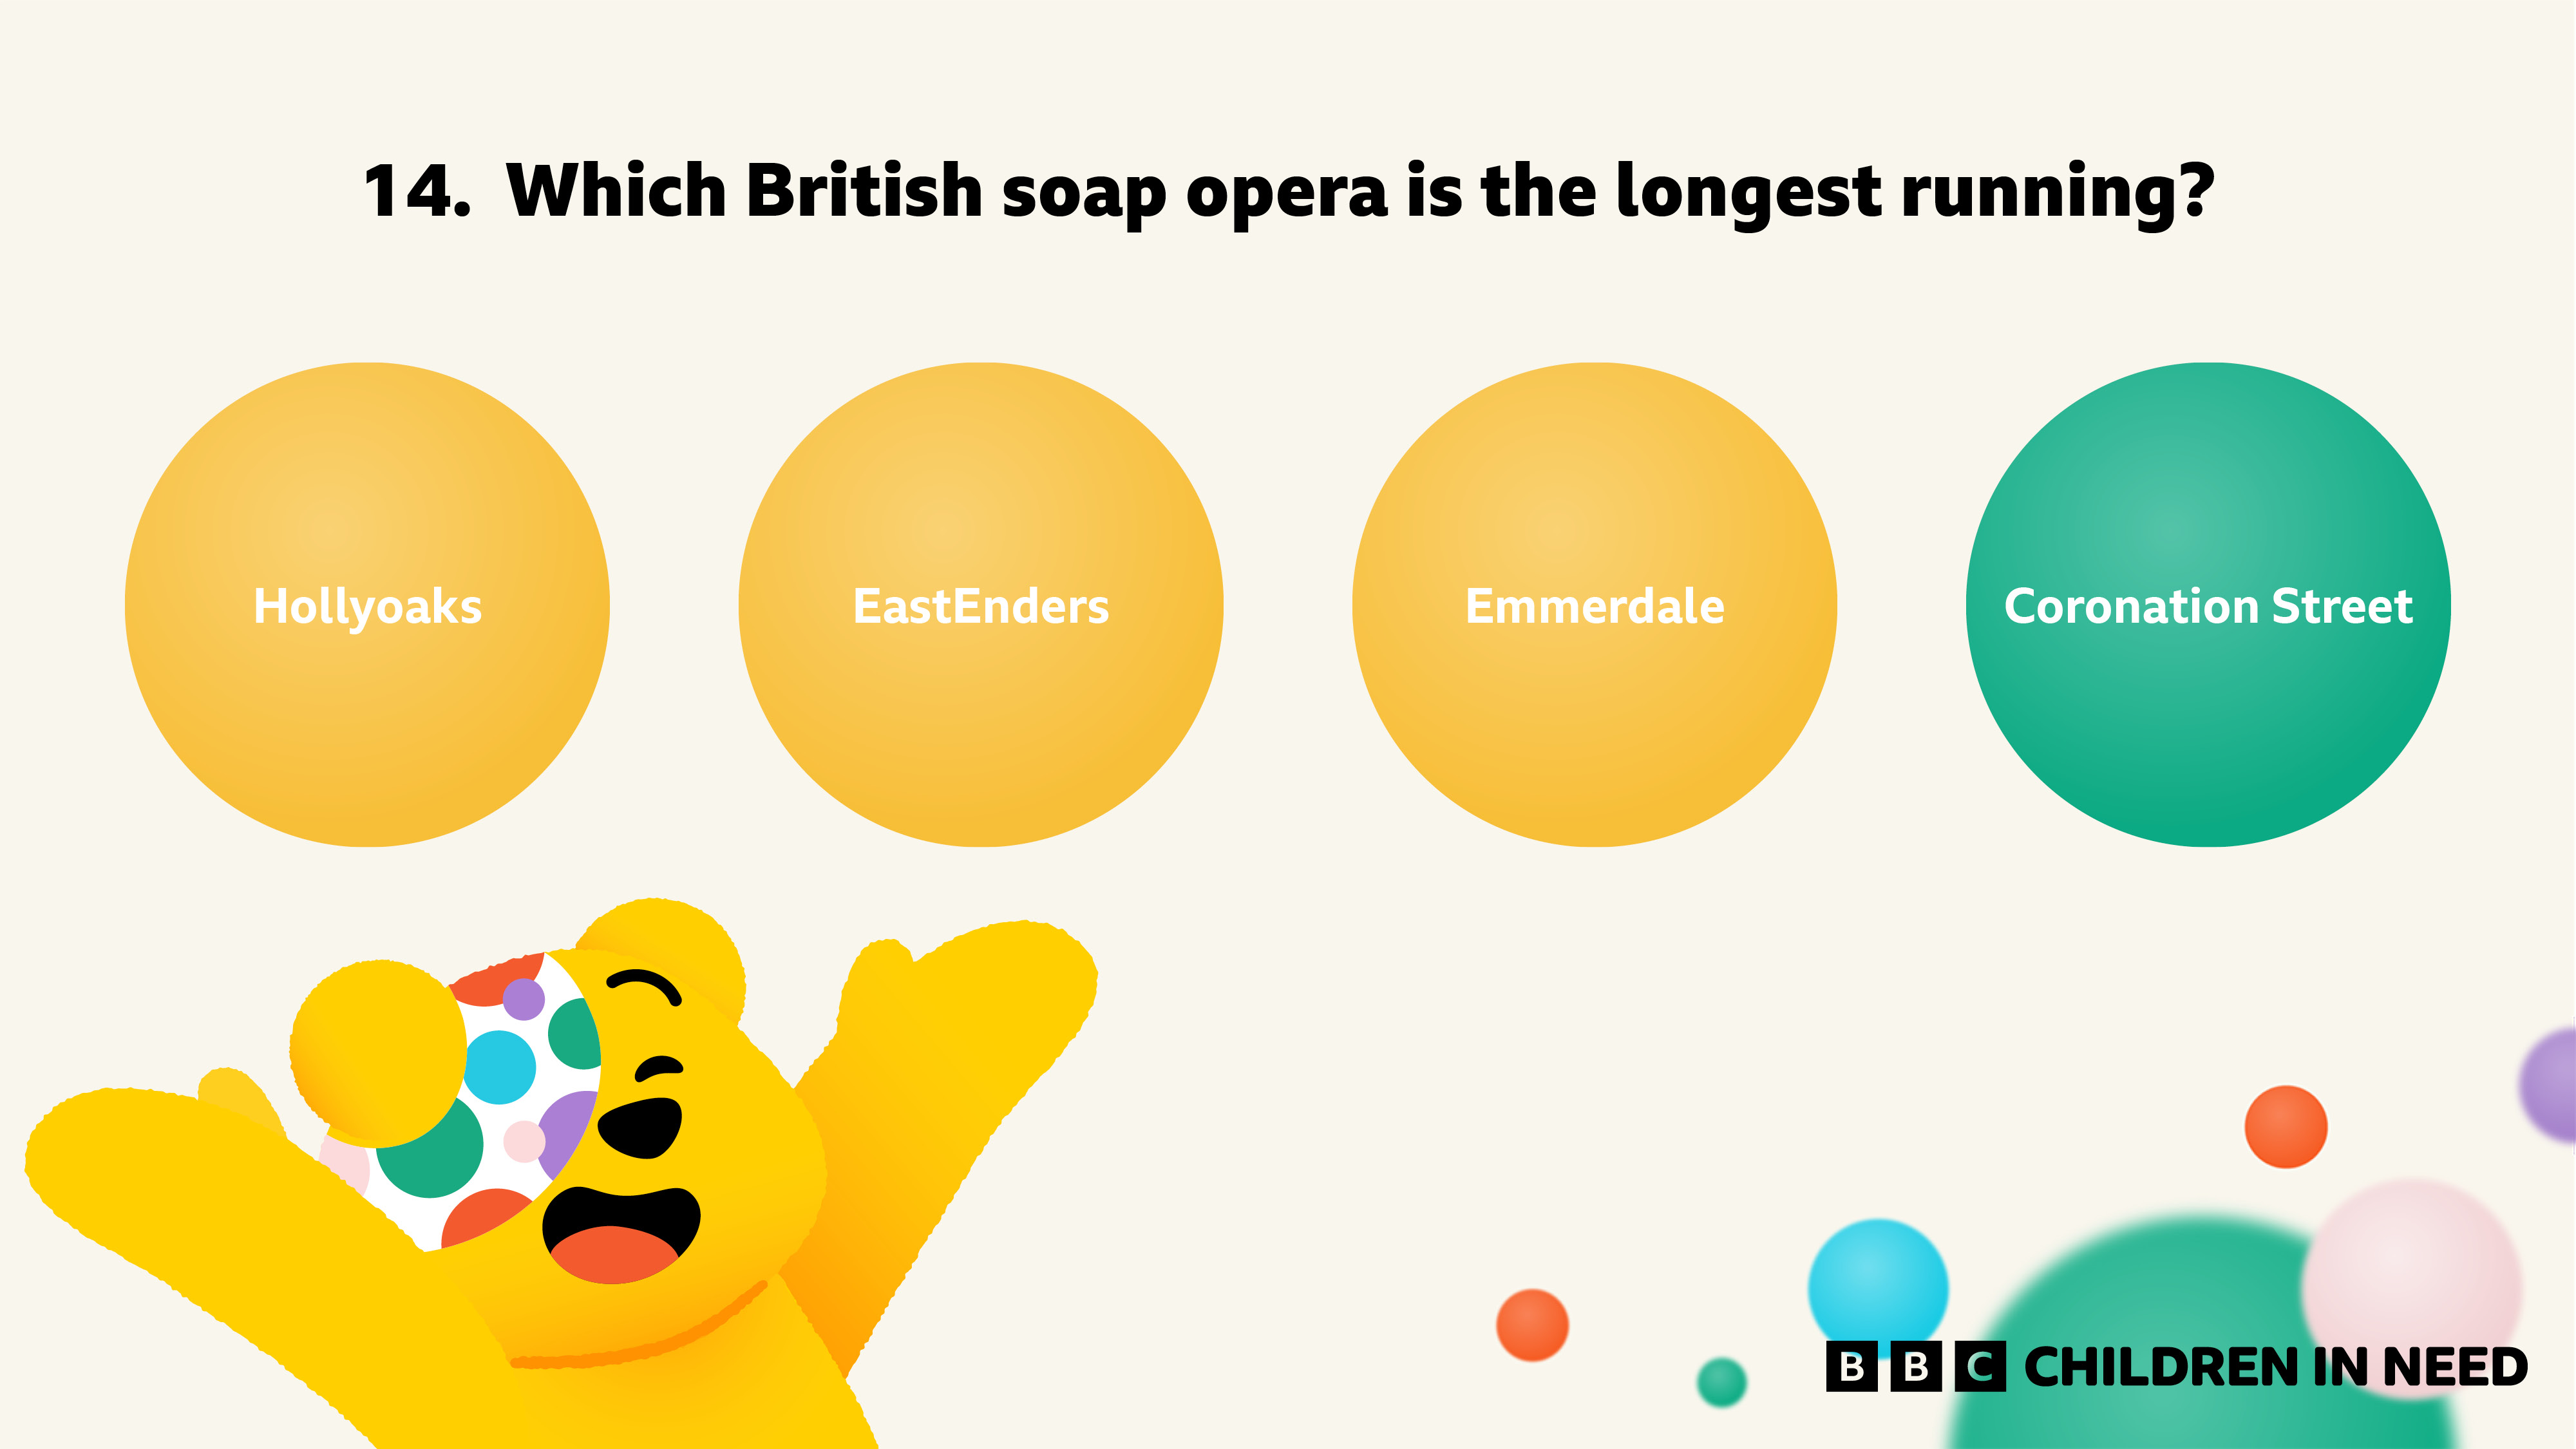 14. Which British soap opera is the longest running?
Hollyoaks
EastEnders
Emmerdale
Coronation Street
BBC CHILDREN IN NEED